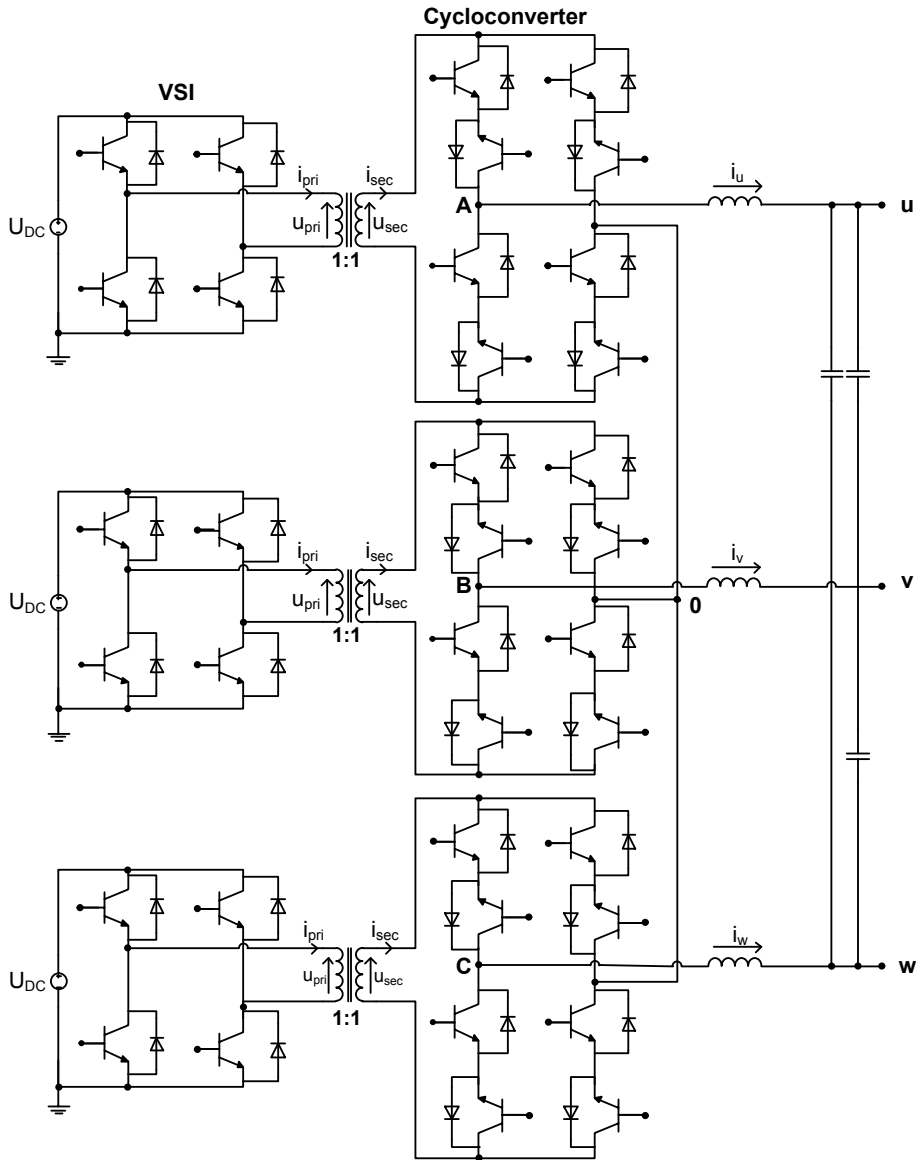 Cycloconverter
VSI
U_DC
i_pri
i_sec
u_pri
u_sec
1:1
A
i_u
u
U_DC
i_pri
i_sec
u_pri
u_sec
1:1
B
i_v
v
0
U_DC
i_pri
i_sec
u_pri
u_sec
1:1
C
i_w
w